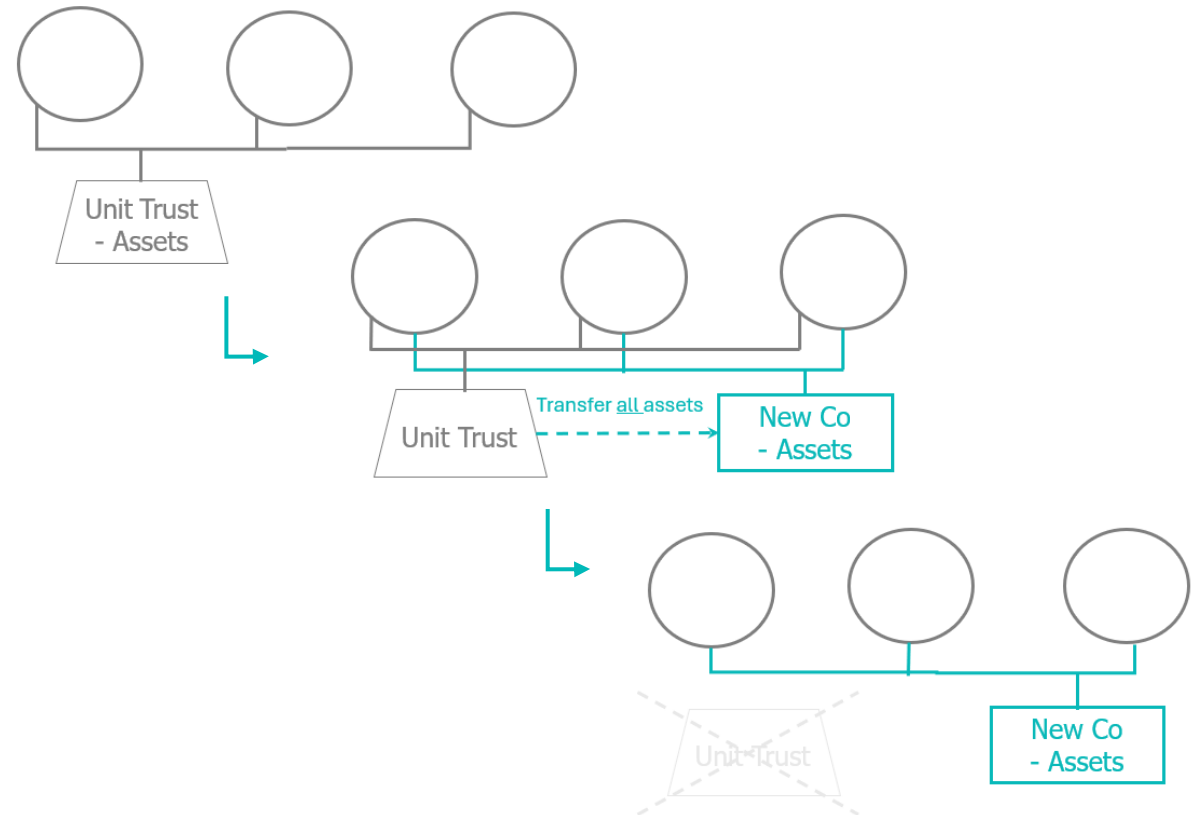 Unit Trust
- Assets
Transfer all assets
Unit Trust
New Co
- Assets
Unit Trust
New Co
- Assets